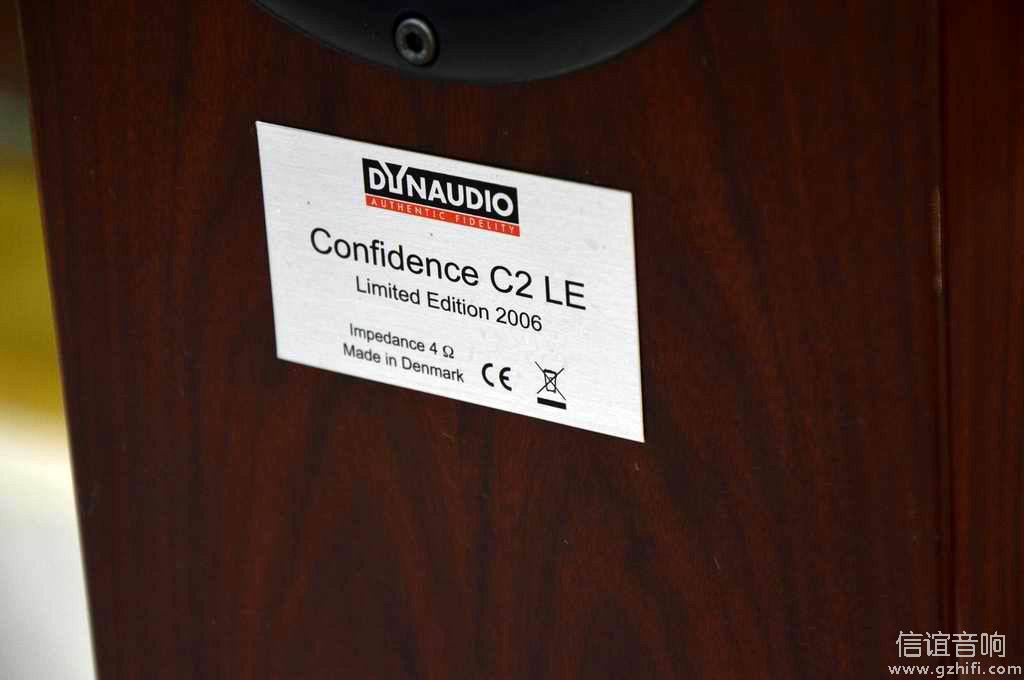 DYNAUDIO
AUTHENTIC FIDELITY
Confidence C2 LE
Limited Edition 2006
Impedance 4 Ω
Made in Denmark
CE
信谊音响
www.gzhifi.com